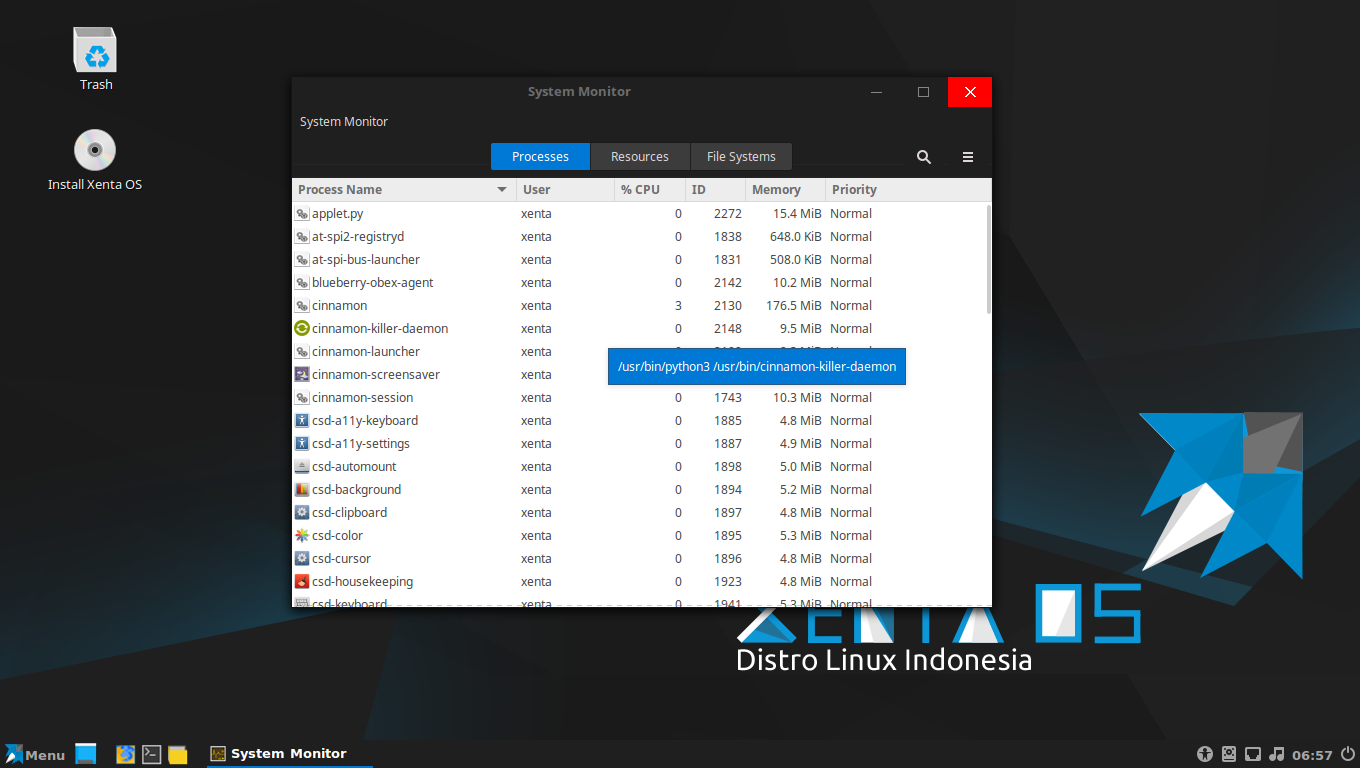 Trash
Install Xenta OS
System Monitor
System Monitor
Processes Resources File Systems
Process Name User % CPU ID Memory Priority
applet.py xenta 0 2272 15.4 MiB Normal
at-spi2-registryd xenta 0 1838 648.0 KiB Normal
at-spi-bus-launcher xenta 0 1831 508.0 KiB Normal
blueberry-obex-agent xenta 0 2142 10.2 MiB Normal
cinnamon xenta 3 2130 176.5 MiB Normal
cinnamon-killer-daemon xenta 0 2148 9.5 MiB Normal
cinnamon-launcher xenta Normal
/usr/bin/python3 /usr/bin/cinnamon-killer-daemon
cinnamon-screensaver xenta
cinnamon-session xenta 0 1743 10.3 MiB Normal
csd-a11y-keyboard xenta 0 1885 4.8 MiB Normal
csd-a11y-settings xenta 0 1887 4.9 MiB Normal
csd-automount xenta 0 1898 5.0 MiB Normal
csd-background xenta 0 1894 5.2 MiB Normal
csd-clipboard xenta 0 1897 4.8 MiB Normal
csd-color xenta 0 1895 5.3 MiB Normal
csd-cursor xenta 0 1896 4.8 MiB Normal
csd-housekeeping xenta 0 1923 4.8 MiB Normal
csd-keyboard xenta 0 1941 5.3 MiB Normal
XENTA OS
Distro Linux Indonesia
Menu System Monitor 06:57